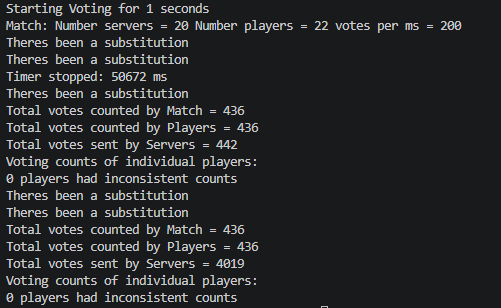 Starting Voting for 1 seconds
Match: Number servers = 20 Number players = 22 votes per ms = 200
Theres been a substitution
Theres been a substitution
Timer stopped: 50672 ms
Theres been a substitution
Total votes counted by Match = 436
Total votes counted by Players = 436
Total votes sent by Servers = 442
Voting counts of individual players:
0 players had inconsistent counts
Theres been a substitution
Theres been a substitution
Total votes counted by Match = 436
Total votes counted by Players = 436
Total votes sent by Servers = 4019
Voting counts of individual players:
0 players had inconsistent counts